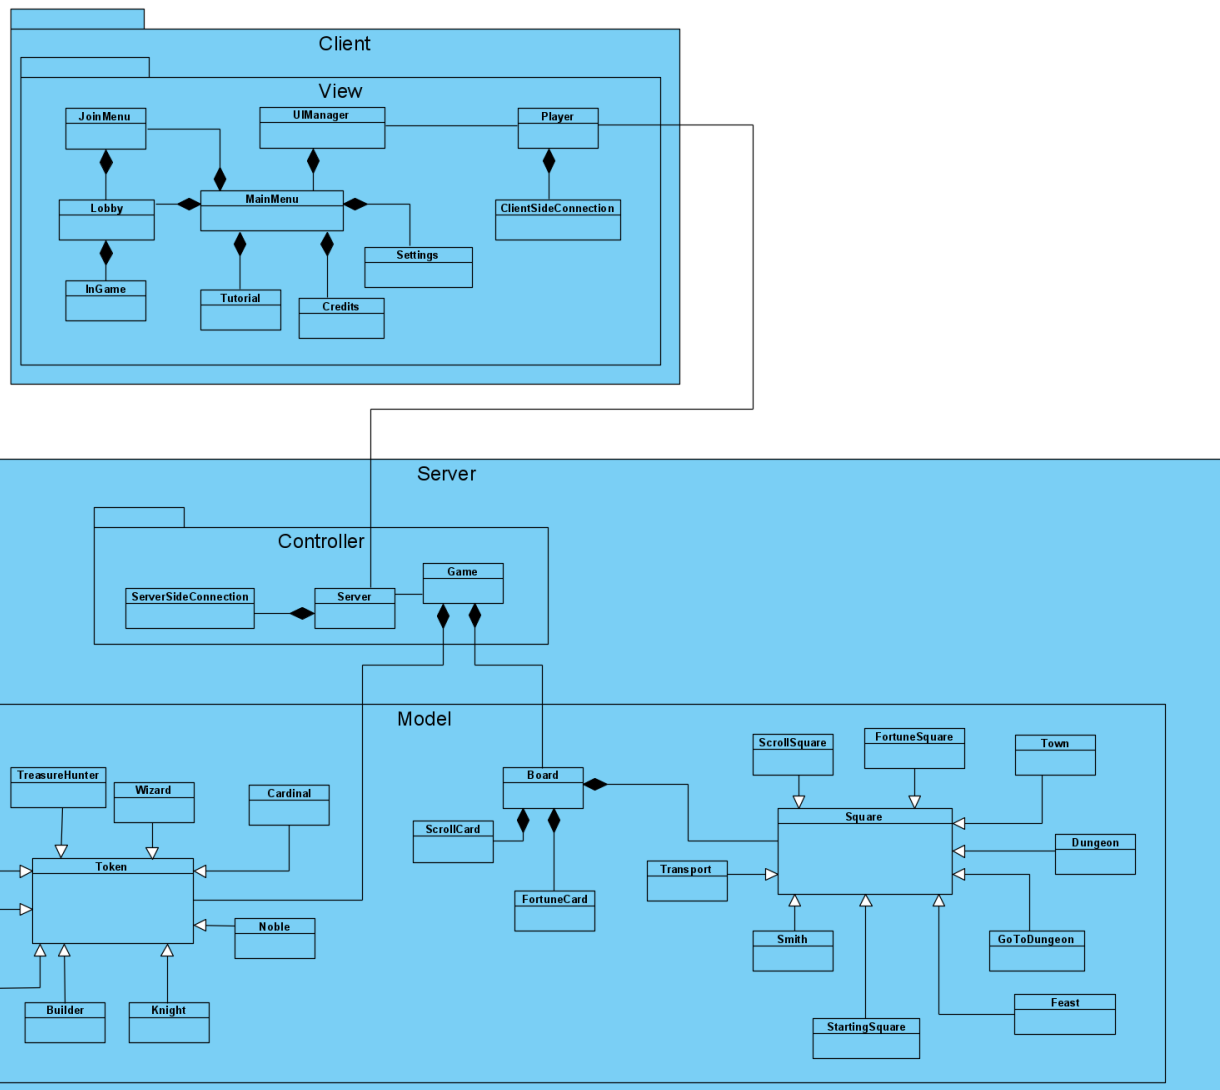 Client
View
JoinMenu
UIManager
Player
MainMenu
Lobby
ClientSideConnection
Settings
InGame
Tutorial
Credits
Server
Controller
Game
ServerSideConnection
Server
Model
ScrollSquare
FortuneSquare
Town
TreasureHunter
Wizard
Cardinal
Board
Square
ScrollCard
Dungeon
Token
Transport
FortuneCard
Noble
Smith
GoToDungeon
Builder
Knight
Feast
StartingSquare